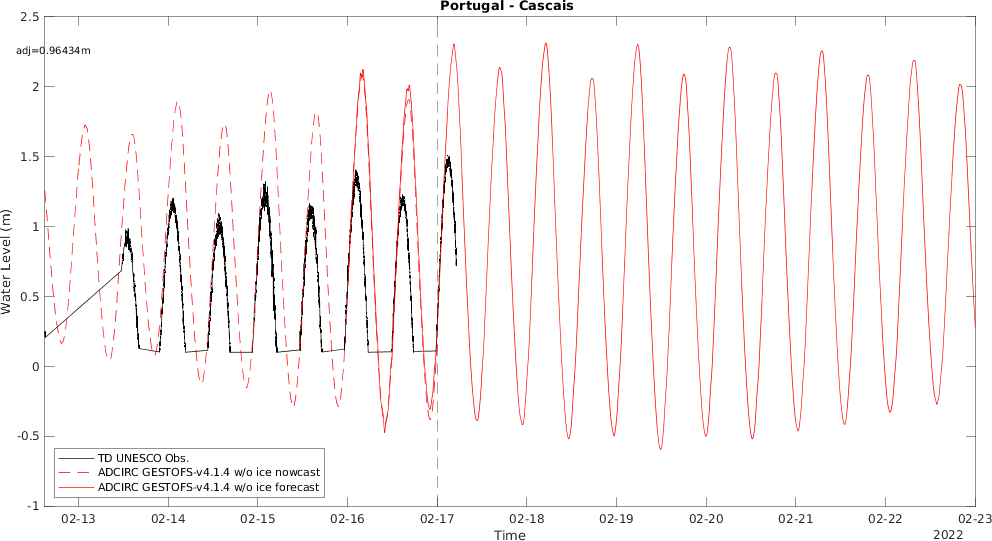 Portugal - Cascais
2.5
adj=0.96434m
2
1.5
1
0.5
0
-0.5
-1
Water Level (m)
TD UNESCO Obs.
ADCIRC GESTOFS-v4.1.4 w/o ice nowcast
ADCIRC GESTOFS-v4.1.4 w/o ice forecast
02-13 02-14 02-15 02-16 02-17 02-18 02-19 02-20 02-21 02-22 02-23
Time
2022